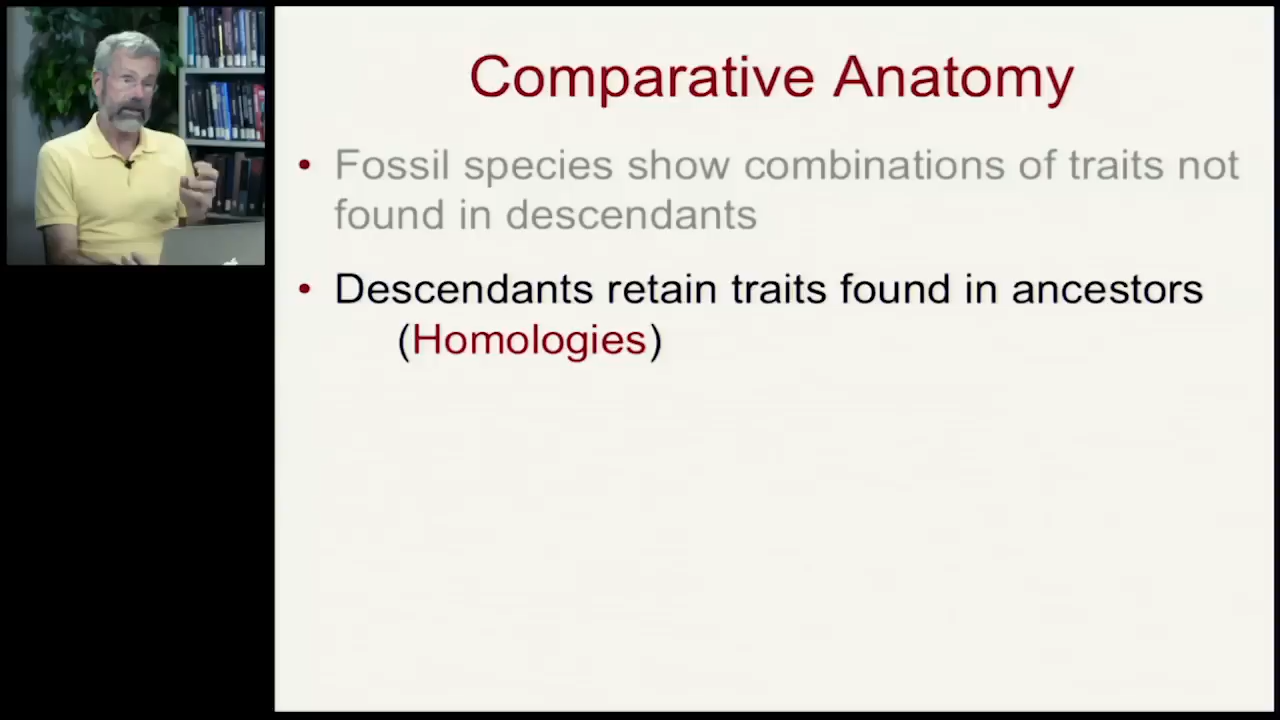 Comparative Anatomy
• Fossil species show combinations of traits not
found in descendants
• Descendants retain traits found in ancestors
(Homologies)